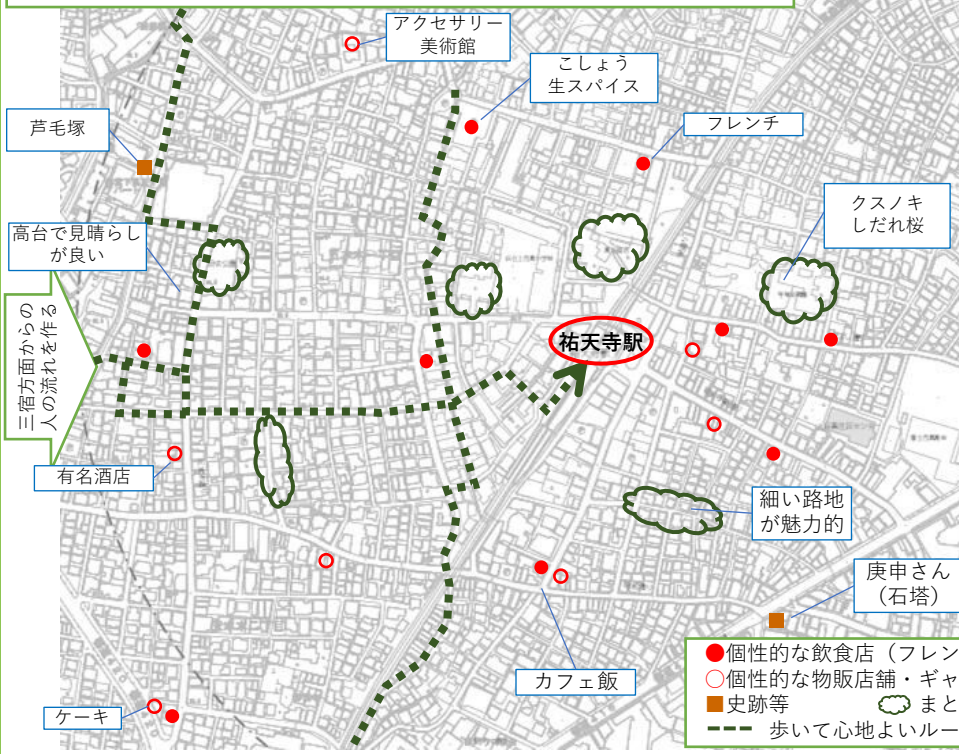 アクセサリー
美術館
こしょう
生スパイス
フレンチ
芦毛塚
クスノキ
しだれ桜
高台で見晴らし
が良い
三宿方面からの
人の流れを作る
祐天寺駅
有名酒店
細い路地
が魅力的
庚申さん
（石塔）
カフェ飯
ケーキ
個性的な飲食店（フレン
個性的な物販店舗・ギャ
史跡等 まと
歩いて心地よいルー